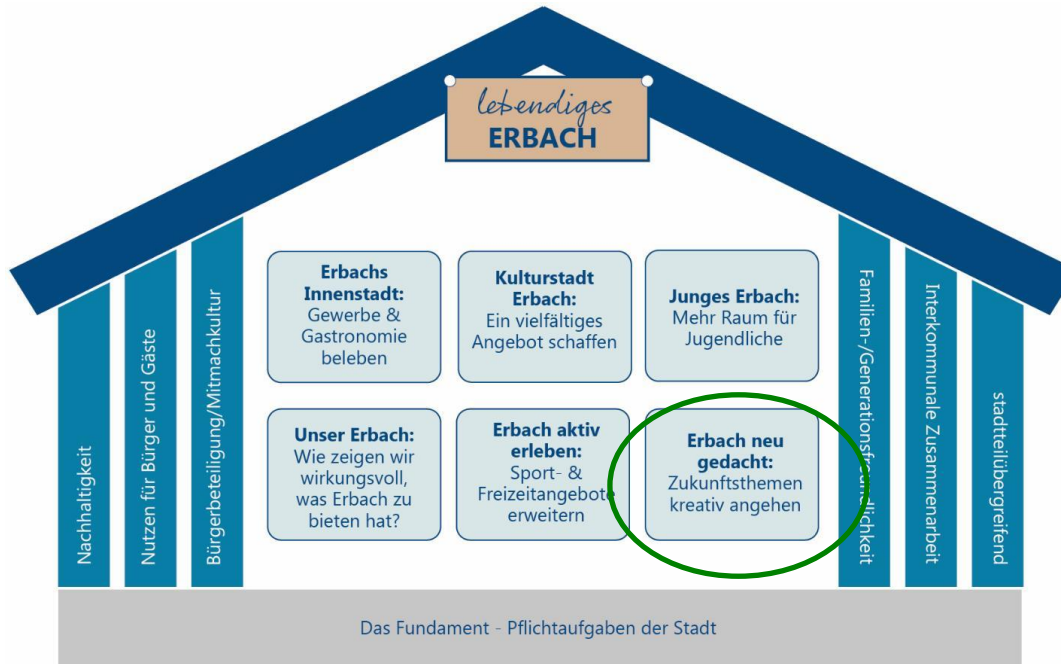 lebendiges
ERBACH
Nachhaltigkeit
Nutzen für Bürger und Gäste
Bürgerbeteiligung/Mitmachkultur
Erbachs
Innenstadt:
Gewerbe &
Gastronomie
beleben
Kulturstadt
Erbach:
Ein vielfältiges
Angebot schaffen
Junges Erbach:
Mehr Raum für
Jugendliche
Unser Erbach:
Wie zeigen wir
wirkungsvoll,
was Erbach zu
bieten hat?
Erbach aktiv
erleben:
Sport- &
Freizeitangebote
erweitern
Erbach neu
gedacht:
Zukunftsthemen
kreativ angehen
Familien-/Generationsfreundlichkeit
Interkommunale Zusammenarbeit
stadtteilübergreifend
Das Fundament - Pflichtaufgaben der Stadt